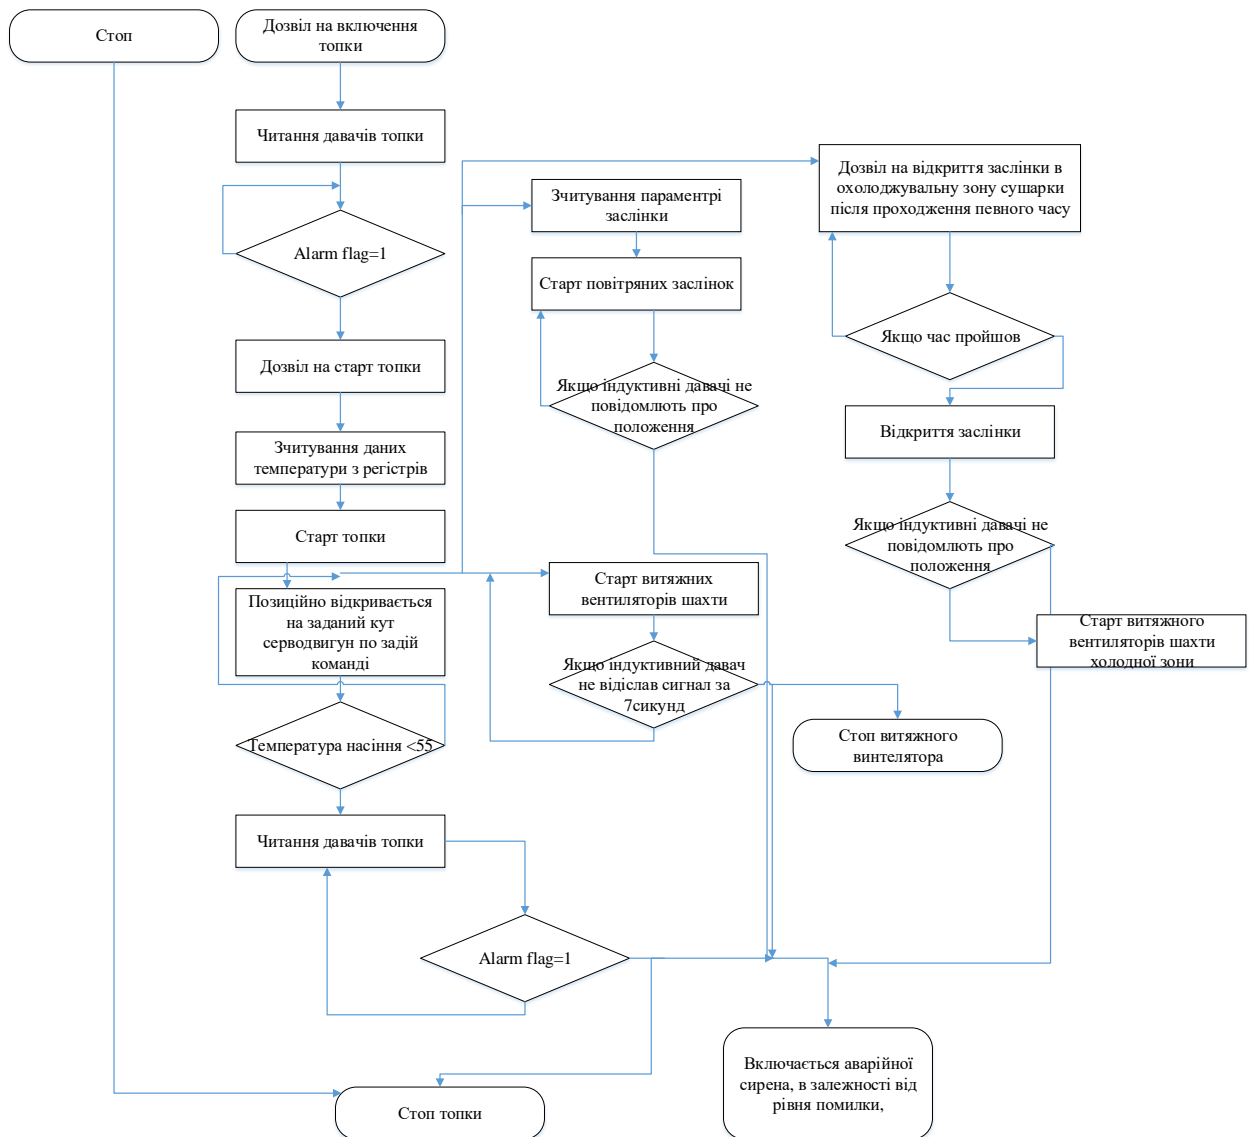 Стоп
Дозвіл на включення
топки
Читання давачів топки
Alarm flag=1
Дозвіл на старт топки
Зчитування даних
температури з регістрів
Старт топки
Позиційно відкривається
на заданий кут
серводвигун по задій
команді
Температура насіння <55
Читання давачів топки
Alarm flag=1
Стоп топки
Зчитування параметрі
заслінки
Старт повітряних заслінок
Якщо індуктивні давачі не
повідомлють про
положення
Старт витяжних
вентиляторів шахти
Якщо індуктивний давач
не відіслав сигнал за
7сикунд
Стоп витяжного
винтелятора
Дозвіл на відкриття заслінки в
охолоджувальну зону сушарки
після проходження певного часу
Якщо час пройшов
Відкриття заслінки
Якщо індуктивні давачі не
повідомлють про
положення
Старт витяжного
вентиляторів шахти
холодної зони
Включається аварійної
сирена, в залежності від
рівня помилки,